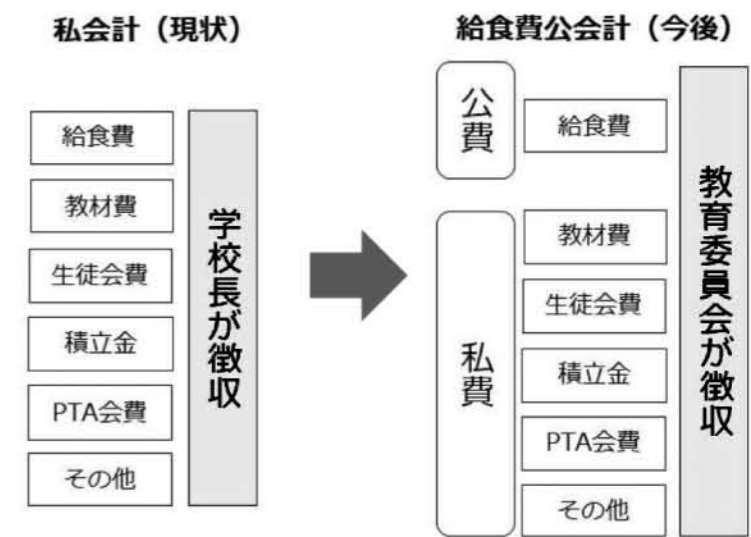 私会計（現状）
給食費
教材費
生徒会費
積立金
PTA会費
その他
学校長が徴収
給食費公会計（今後）
公費
給食費
私費
教材費
生徒会費
積立金
PTA会費
その他
教育委員会が徴収